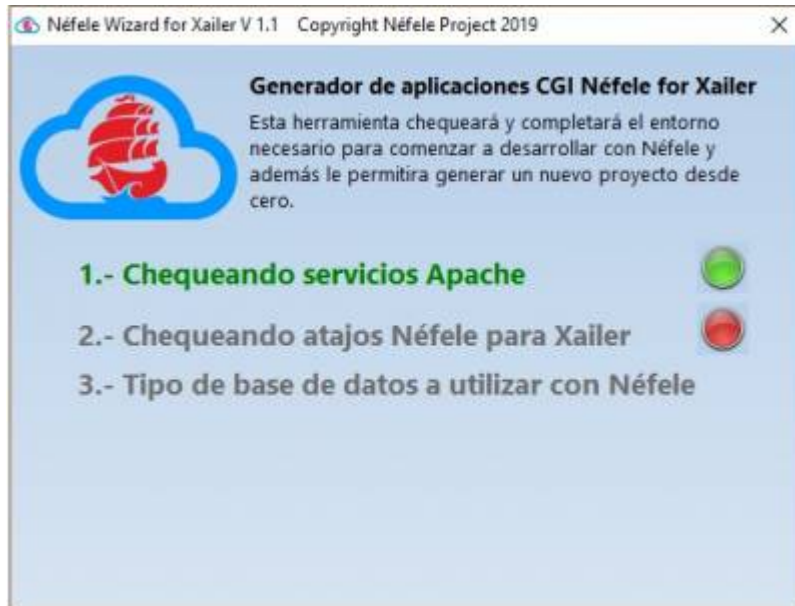 Néfele Wizard for Xailer V 1.1 Copyright Néfele Project 2019
Generador de aplicaciones CGI Néfele for Xailer
Esta herramienta chequeará y completará el entorno
necesario para comenzar a desarrollar con Néfele y
además le permitira generar un nuevo proyecto desde
cero.
1.- Chequeando servicios Apache
2.- Chequeando atajos Néfele para Xailer
3.- Tipo de base de datos a utilizar con Néfele